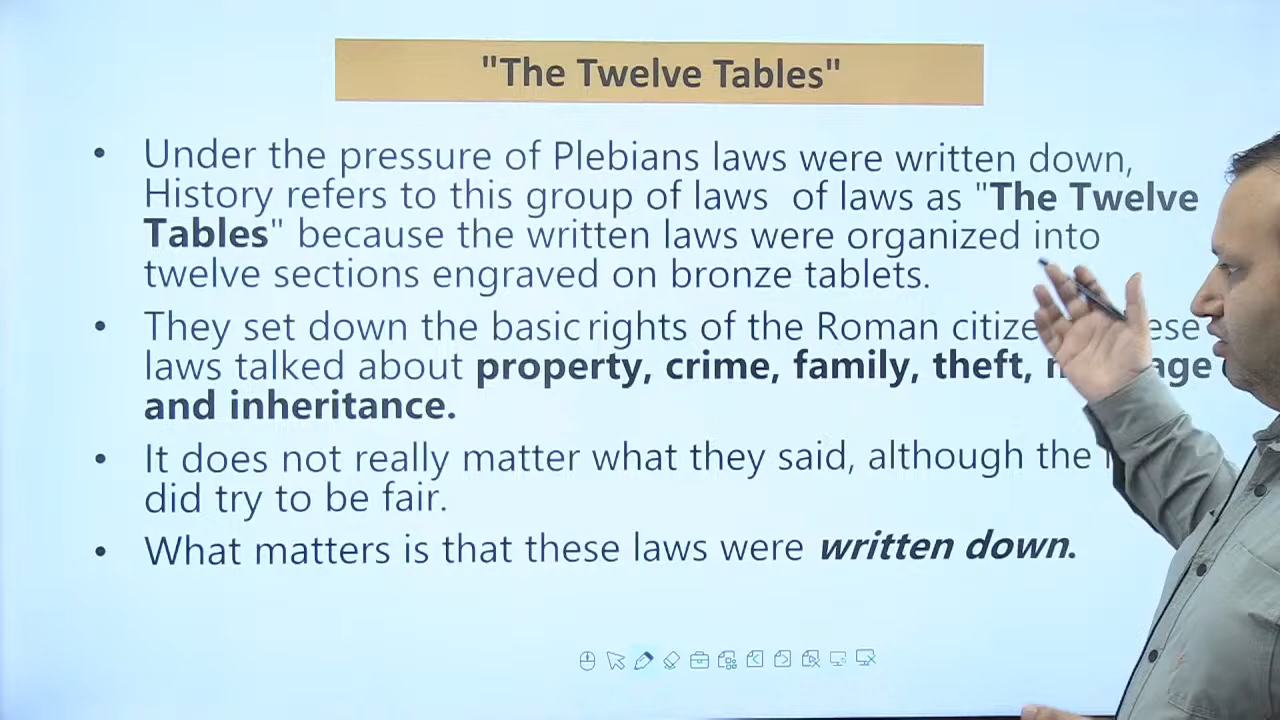 "The Twelve Tables"
• Under the pressure of Plebians laws were written down,
History refers to this group of laws of laws as "The Twelve
Tables" because the written laws were organized into
twelve sections engraved on bronze tablets.
• They set down the basic rights of the Roman
laws talked about property, crime, family, theft,
and inheritance.
• It does not really matter what they said, although the
did try to be fair.
• What matters is that these laws were written down.